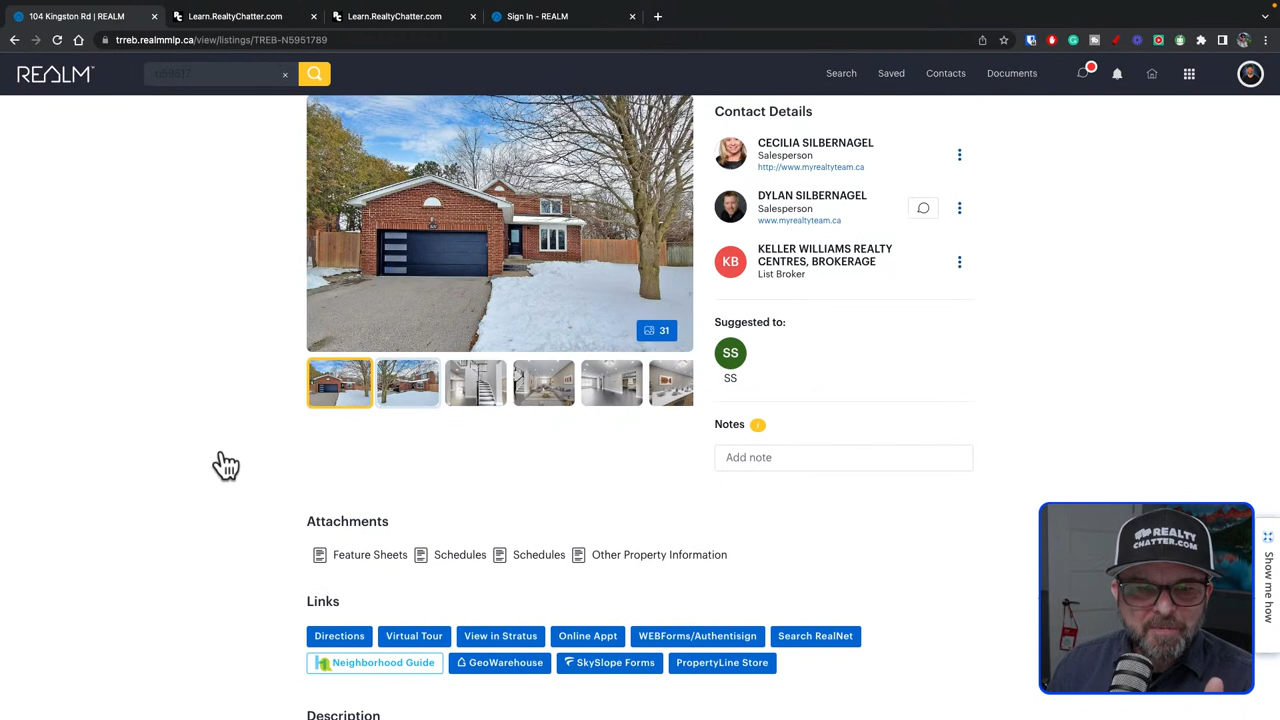 104 Kingston Rd | REALM
Learn.RealtyChatter.com
Learn.RealtyChatter.com
Sign In - REALM
trreb.realmmlp.ca/view/listings/TREB-N5951789
REALM
n59517
Search
Saved
Contacts
Documents
Contact Details
CECILIA SILBERNAGEL
Salesperson
http://www.myrealtyteam.ca
DYLAN SILBERNAGEL
Salesperson
www.myrealtyteam.ca
KB
KELLER WILLIAMS REALTY
CENTRES, BROKERAGE
List Broker
31
Suggested to:
SS
SS
Notes
Add note
Attachments
Feature Sheets
Schedules
Schedules
Other Property Information
Links
Directions
Virtual Tour
View in Stratus
Online Appt
WEBForms/Authentisign
Search RealNet
Neighborhood Guide
GeoWarehouse
SkySlope Forms
PropertyLine Store
Description
REALTY
CHATTER.COM
Show me how